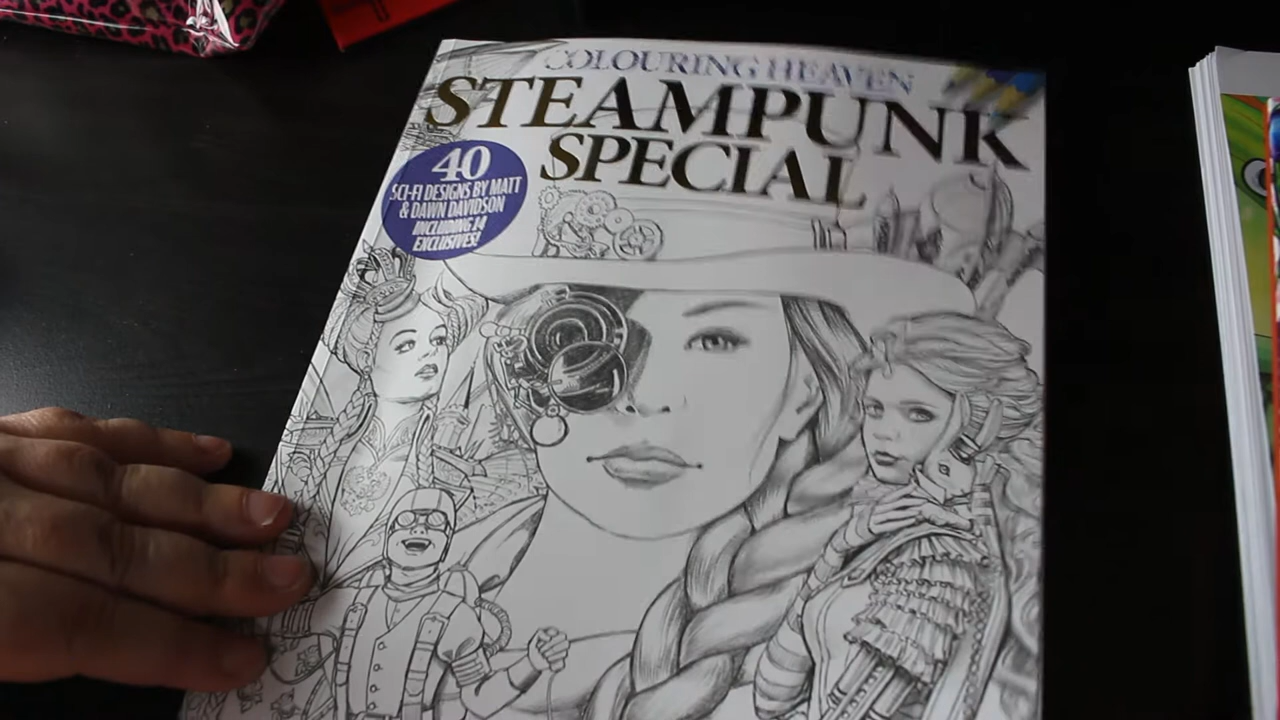 COLOURING HEAVEN
STEAMPUNK
SPECIAL
40
SCI-FI DESIGNS BY MATT
& DAWN DAVIDSON
INCLUDING 14
EXCLUSIVES!